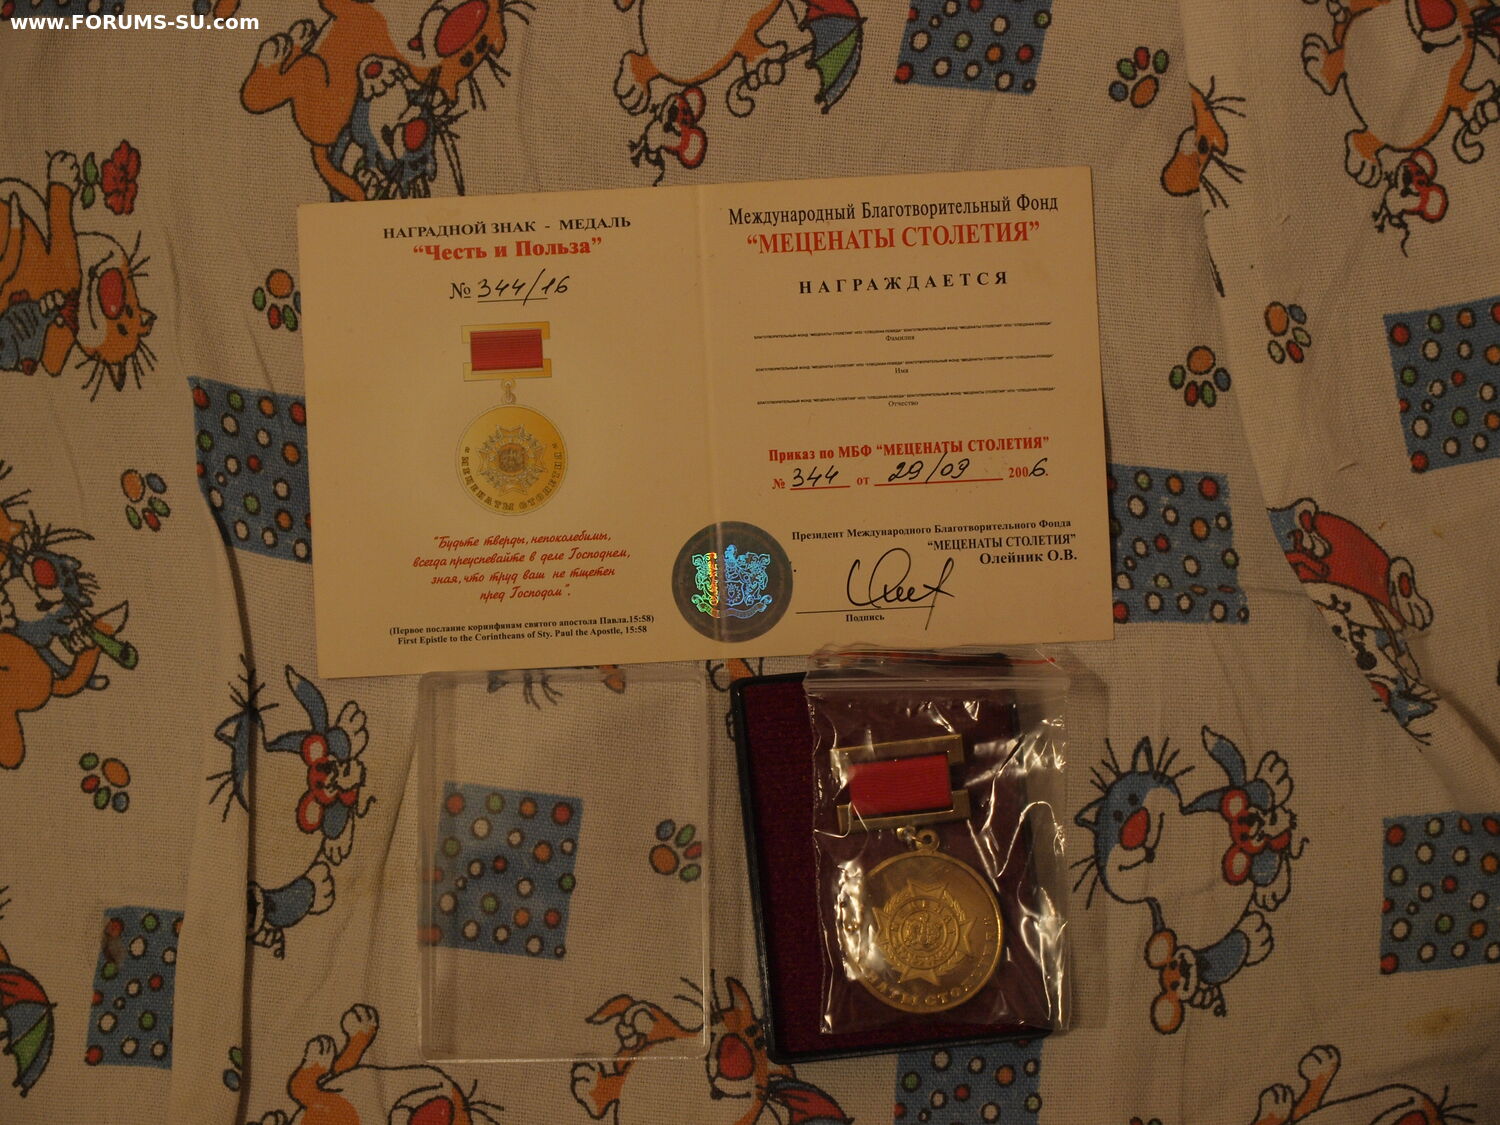 www.FORUMS-SU.com
НАГРАДНОЙ ЗНАК - МЕДАЛЬ
“Честь и Польза”
№ 344/16
« МЕЦЕНАТЫ СТОЛЕТИЯ »
"Будьте тверды, непоколебимы,
всегда преуспевайте в деле Господнем,
зная, что труд ваш не тщетен
пред Господом".
(Первое послание коринфянам святого апостола Павла.15:58)
First Epistle to the Corintheans of Sty. Paul the Apostle, 15:58
Международный Благотворительный Фонд
“МЕЦЕНАТЫ СТОЛЕТИЯ”
НАГРАЖДАЕТСЯ
Фамилия
Имя
Отчество
Приказ по МБФ “МЕЦЕНАТЫ СТОЛЕТИЯ”
№ 344 от 29/09 2006.
Президент Международного Благотворительного Фонда
“МЕЦЕНАТЫ СТОЛЕТИЯ”
Олейник О.В.
Подпись